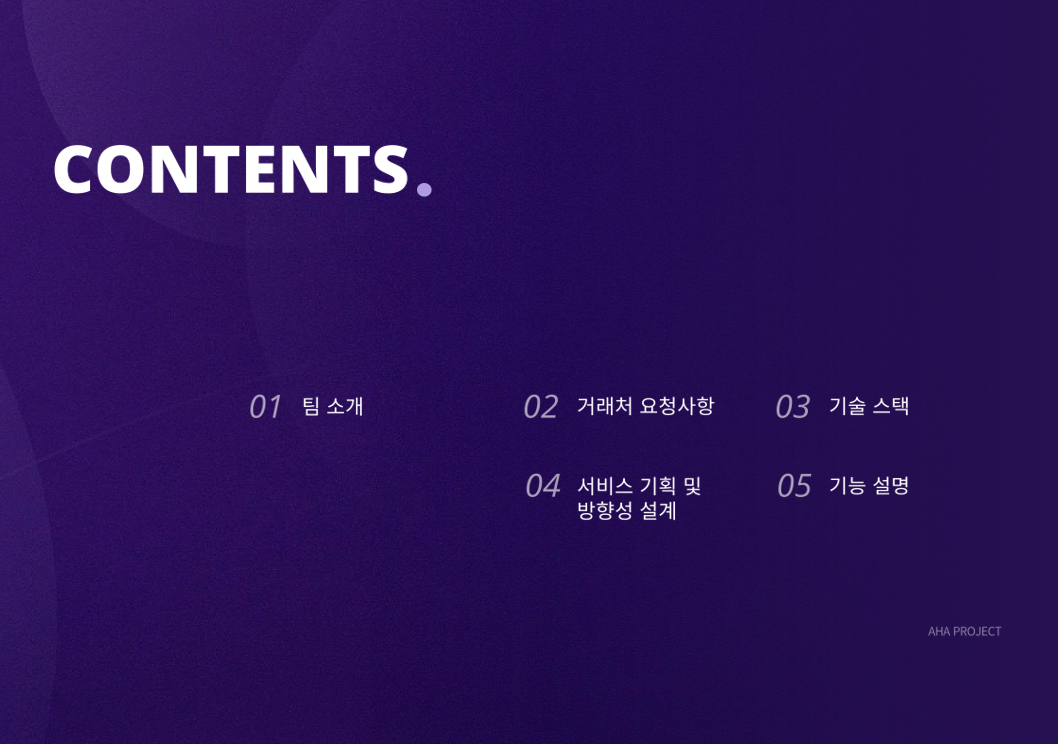 CONTENTS.
01 팀 소개
02 거래처 요청사항
03 기술 스택
04 서비스 기획 및
방향성 설계
05 기능 설명
AHA PROJECT